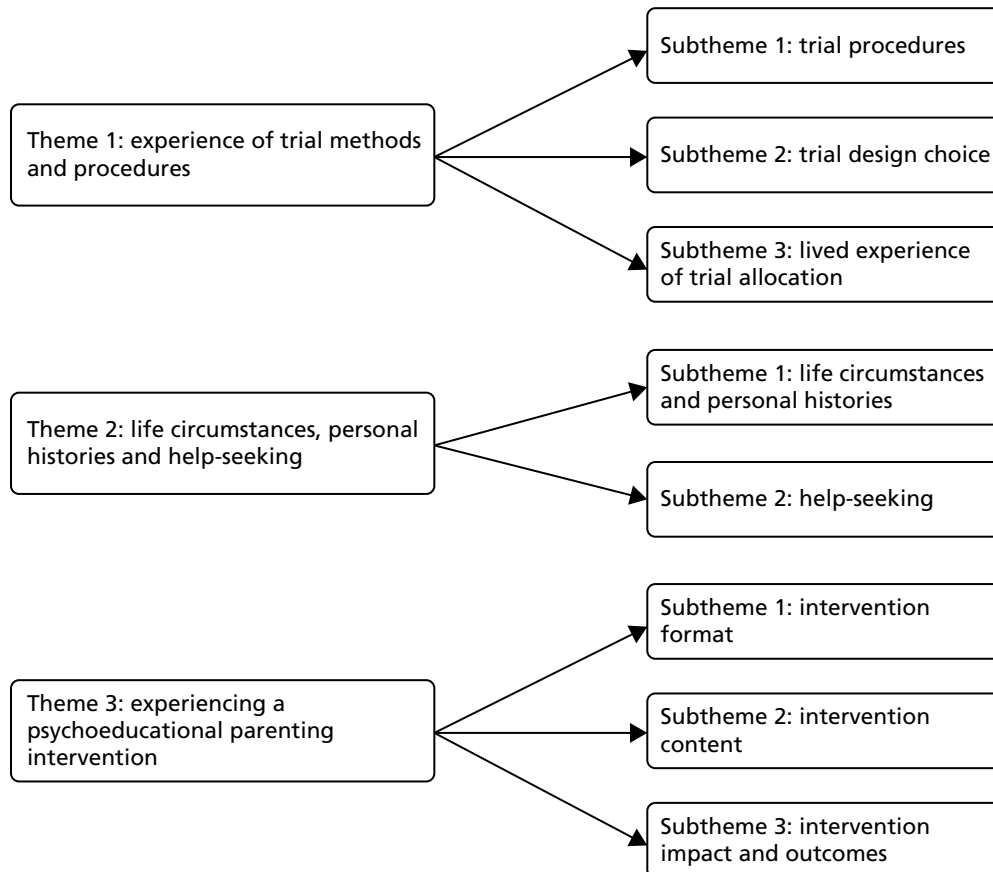 Theme 1: experience of trial methods
and procedures
Subtheme 1: trial procedures
Subtheme 2: trial design choice
Subtheme 3: lived experience
of trial allocation
Theme 2: life circumstances, personal
histories and help-seeking
Subtheme 1: life circumstances
and personal histories
Subtheme 2: help-seeking
Theme 3: experiencing a
psychoeducational parenting
intervention
Subtheme 1: intervention
format
Subtheme 2: intervention
content
Subtheme 3: intervention
impact and outcomes